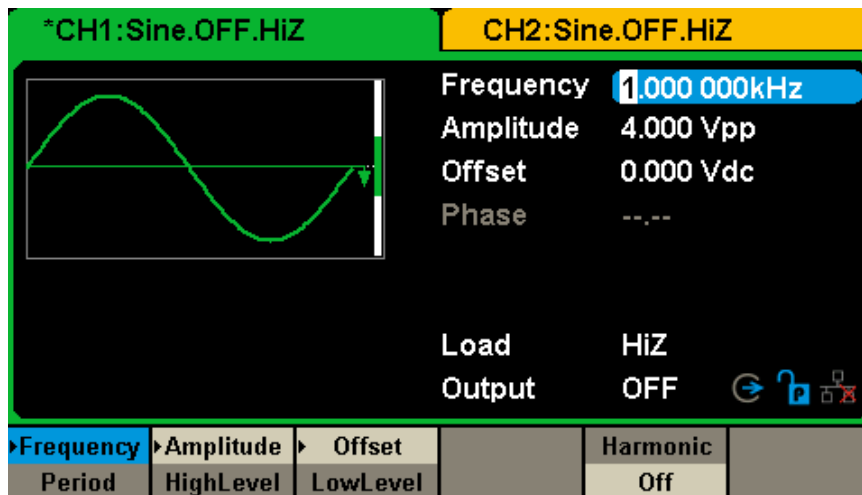 *CH1:Sine.OFF.HiZ
CH2:Sine.OFF.HiZ
Frequency 1.000 000kHz
Amplitude 4.000 Vpp
Offset 0.000 Vdc
Phase --.--
Load HiZ
Output OFF
P
Frequency Amplitude Offset Harmonic
Period HighLevel LowLevel Off